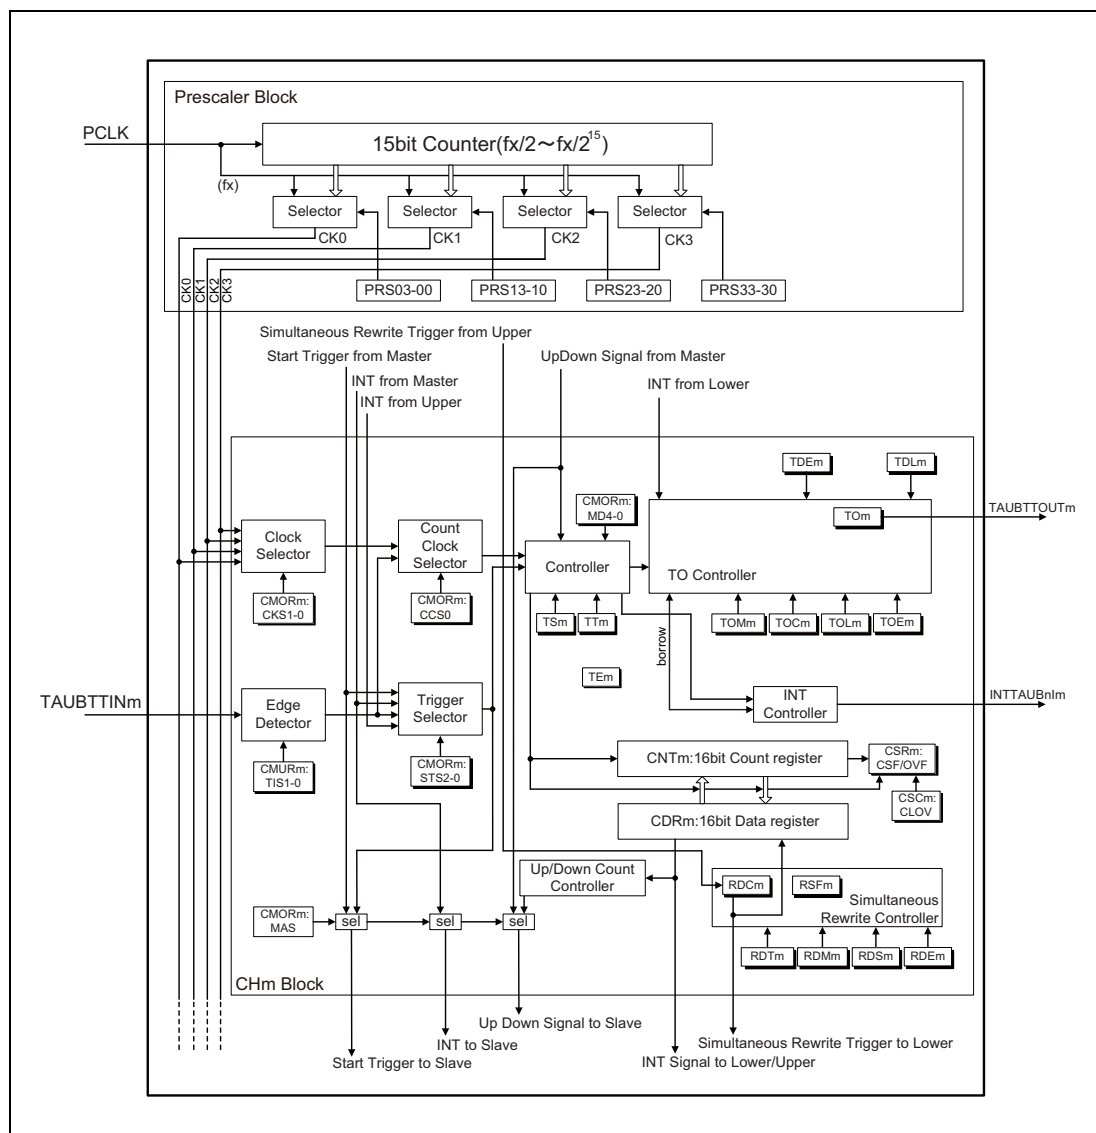 Prescaler Block
PCLK
15bit Counter(fx/2～fx/2^15)
(fx)
Selector
Selector
Selector
Selector
CK0
CK1
CK2
CK3
CK0
CK1
CK2
CK3
PRS03-00
PRS13-10
PRS23-20
PRS33-30
Simultaneous Rewrite Trigger from Upper
Start Trigger from Master
UpDown Signal from Master
INT from Master
INT from Lower
INT from Upper
TDEm
TDLm
CMORm:
MD4-0
TOm
TAUBTTOUTm
Clock
Selector
Count
Clock
Selector
Controller
TO Controller
CMORm:
CKS1-0
CMORm:
CCS0
TSm
TTm
TOMm
TOCm
TOLm
TOEm
borrow
TEm
TAUBTTINm
Edge
Detector
Trigger
Selector
INT
Controller
INTTAUBnIm
CMURm:
TIS1-0
CMORm:
STS2-0
CNTm:16bit Count register
CSRm:
CSF/OVF
CSCm:
CLOV
CDRm:16bit Data register
Up/Down Count
Controller
RDCm
RSFm
Simultaneous
Rewrite Controller
CMORm:
MAS
sel
sel
sel
RDTm
RDMm
RDSm
RDEm
CHm Block
Up Down Signal to Slave
INT to Slave
Simultaneous Rewrite Trigger to Lower
Start Trigger to Slave
INT Signal to Lower/Upper